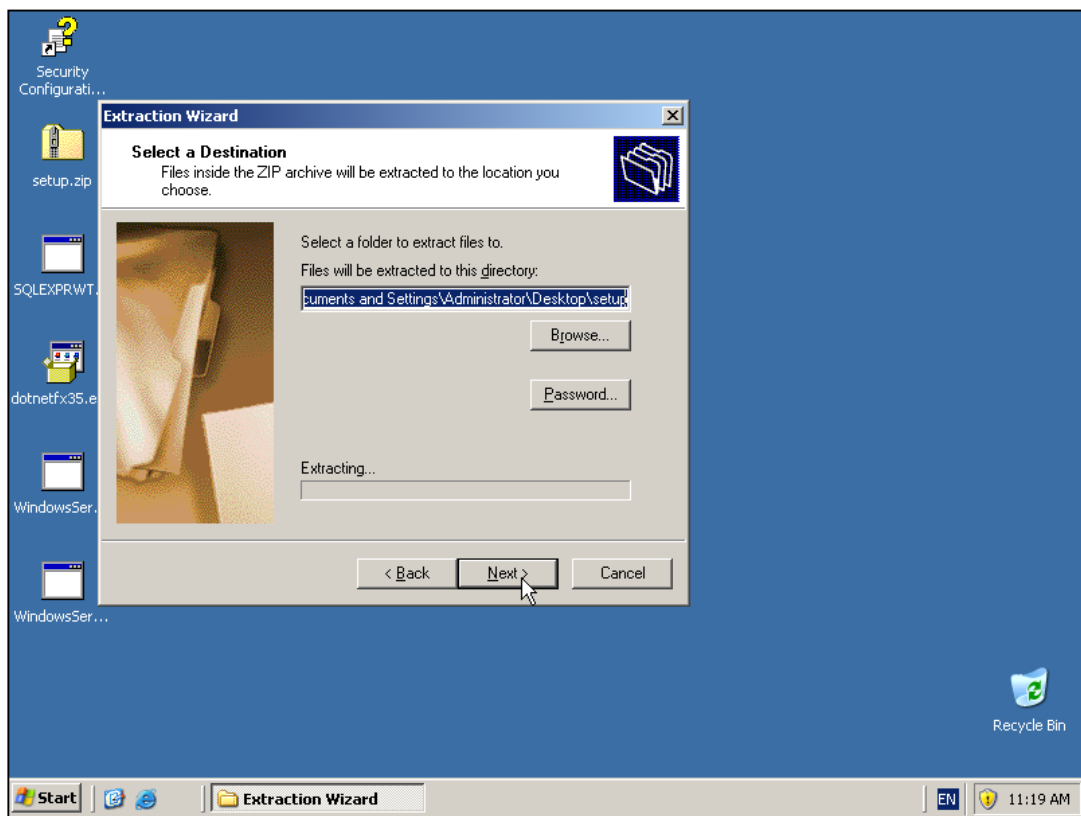 Security
Configurati...
setup.zip
SQLEXPRWT.
dotnetfx35.e
WindowsSer.
WindowsSer...
Extraction Wizard
Select a Destination
Files inside the ZIP archive will be extracted to the location you
choose.
Select a folder to extract files to.
Files will be extracted to this directory:
cuments and Settings\Administrator\Desktop\setup
Browse...
Password...
Extracting...
< Back
Next >
Cancel
Recycle Bin
Start
Extraction Wizard
EN
11:19 AM